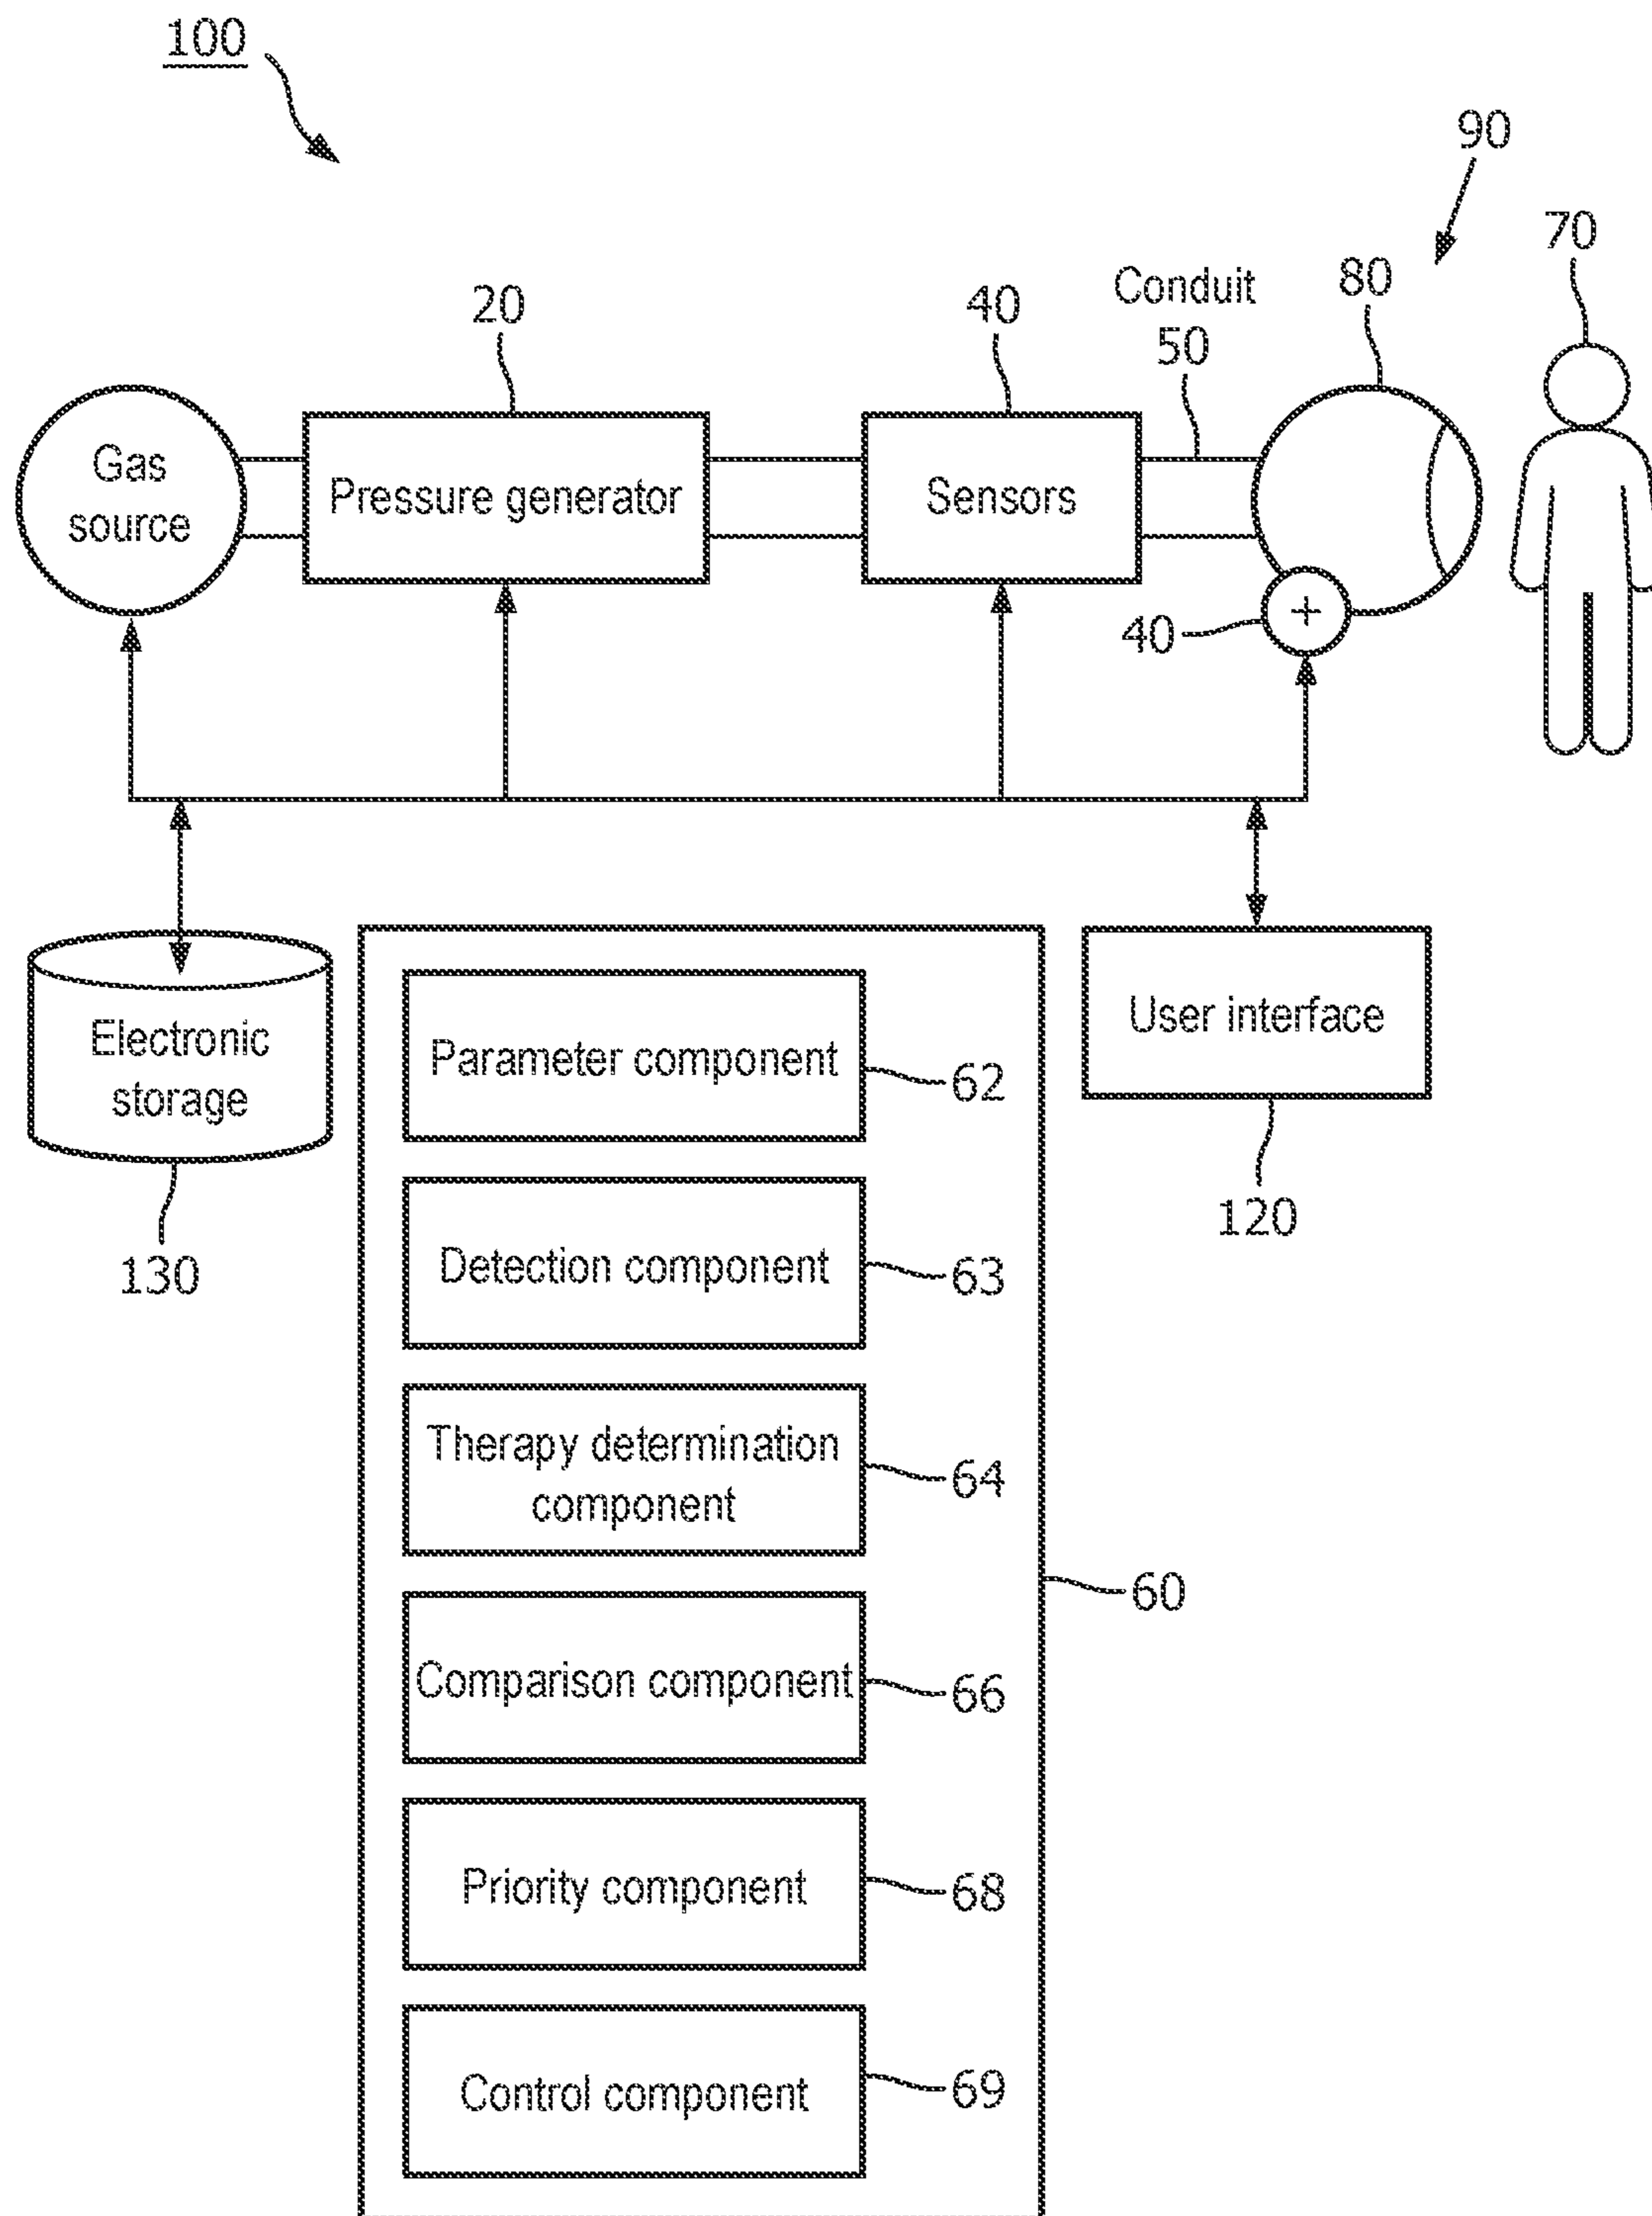 100
90
70
20
40
Conduit
50
80
Gas
source
Pressure generator
Sensors
+
40
Electronic
storage
130
User interface
120
Parameter component
62
Detection component
63
Therapy determination
component
64
60
Comparison component
66
Priority component
68
Control component
69